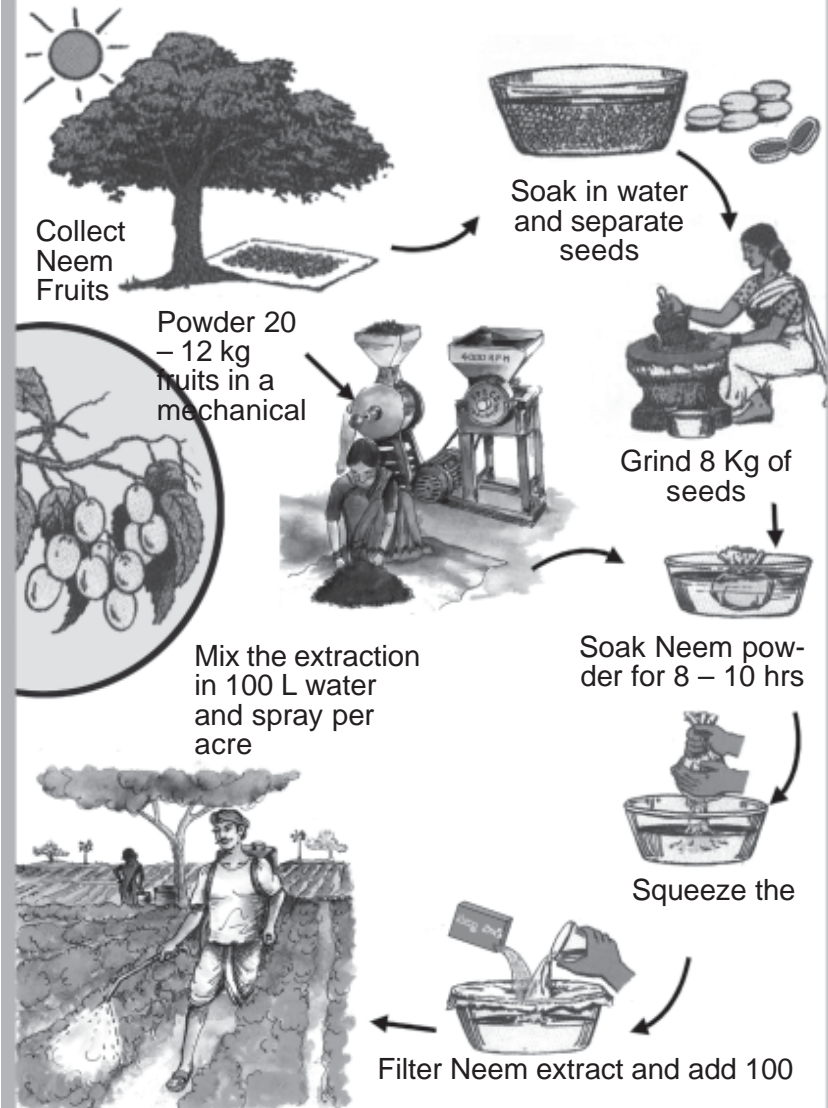 Collect
Neem
Fruits
Soak in water
and separate
seeds
Powder 20
– 12 kg
fruits in a
mechanical
4000 RPM
Grind 8 Kg of
seeds
Soak Neem pow-
der for 8 – 10 hrs
Squeeze the
Filter Neem extract and add 100
Mix the extraction
in 100 L water
and spray per
acre